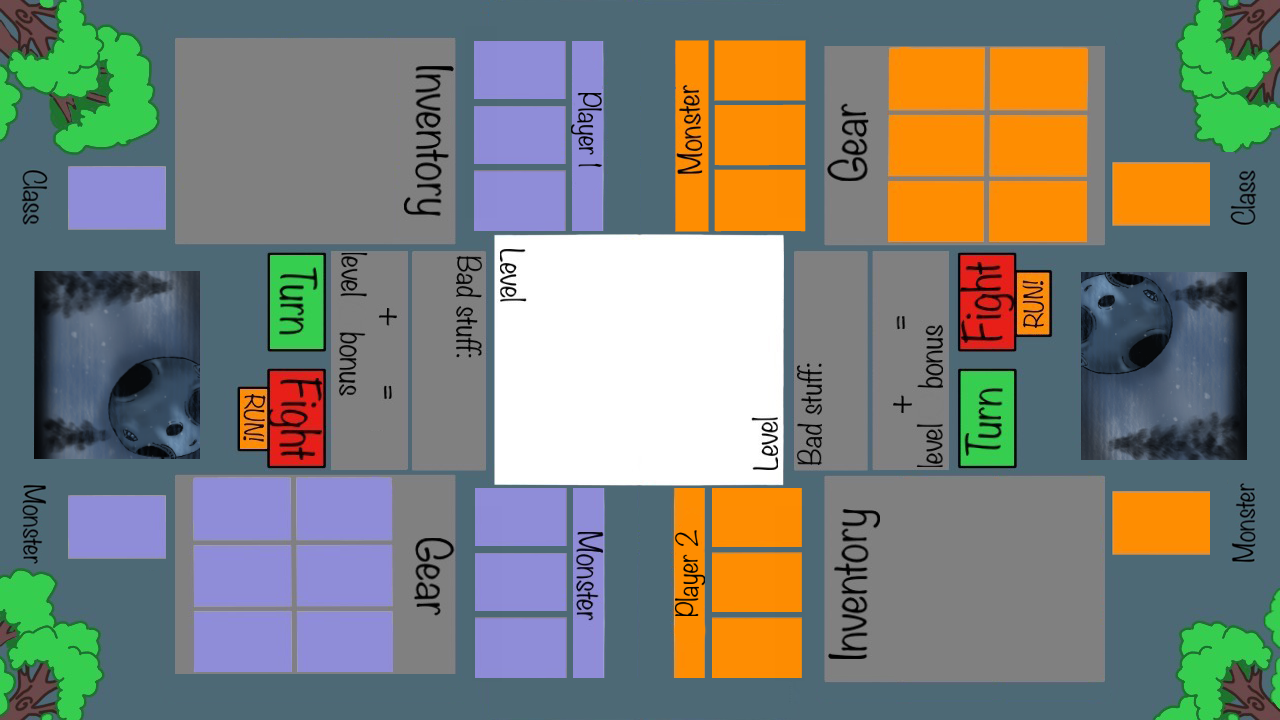 Class
Inventory
Player 1
Turn
Fight
RUN!
level + bonus =
Bad stuff:
Level
Monster
Gear
Monster
Monster
Gear
Class
Level
Bad stuff:
level + bonus =
Fight
RUN!
Turn
Player 2
Inventory
Monster